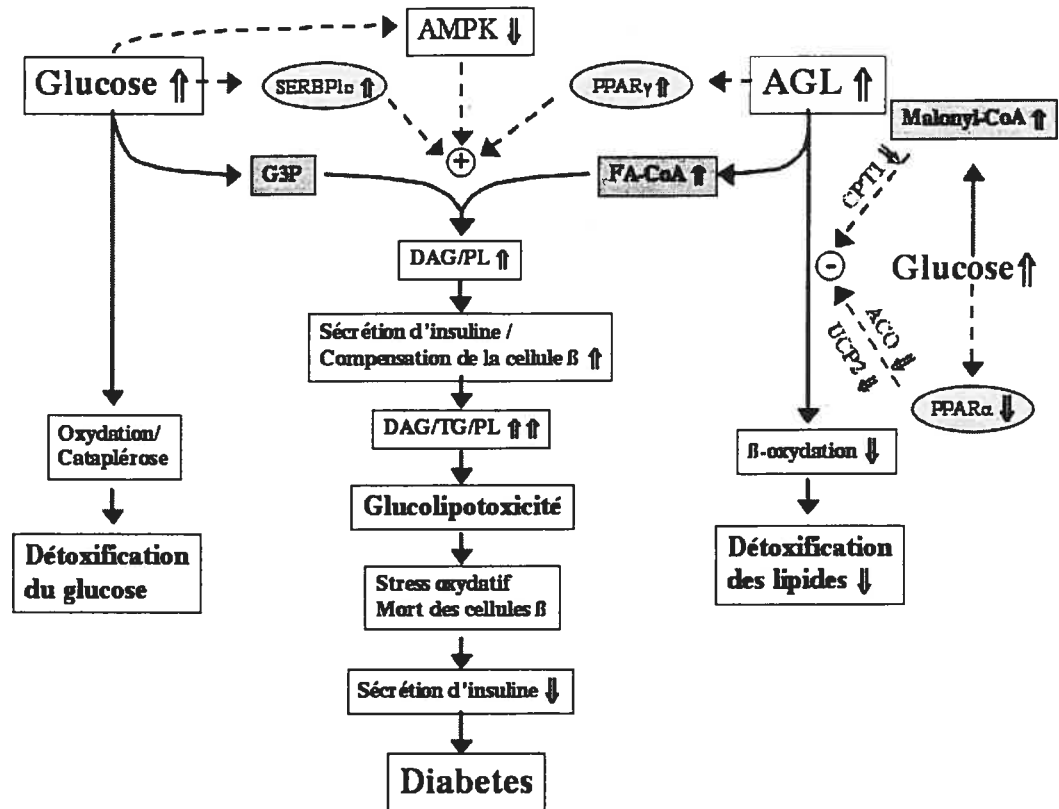 AMPK ⇓
Glucose ⇑
SERBP1c ⇑
PPARγ ⇑
AGL ⇑
Malonyl-CoA ⇑
+
G3P
FA-CoA ⇑
CPT1 ⇓
DAG/PL ⇑
-
Glucose ⇑
Sécrétion d'insuline /
Compensation de la cellule ß ⇑
ACO ⇓
UCP2 ⇓
PPARα ⇓
DAG/TG/PL ⇑⇑
Oxydation/
Cataplérose
ß-oxydation ⇓
Glucolipotoxicité
Détoxification
du glucose
Détoxification
des lipides ⇓
Stress oxydatif
Mort des cellules ß
Sécrétion d'insuline ⇓
Diabetes